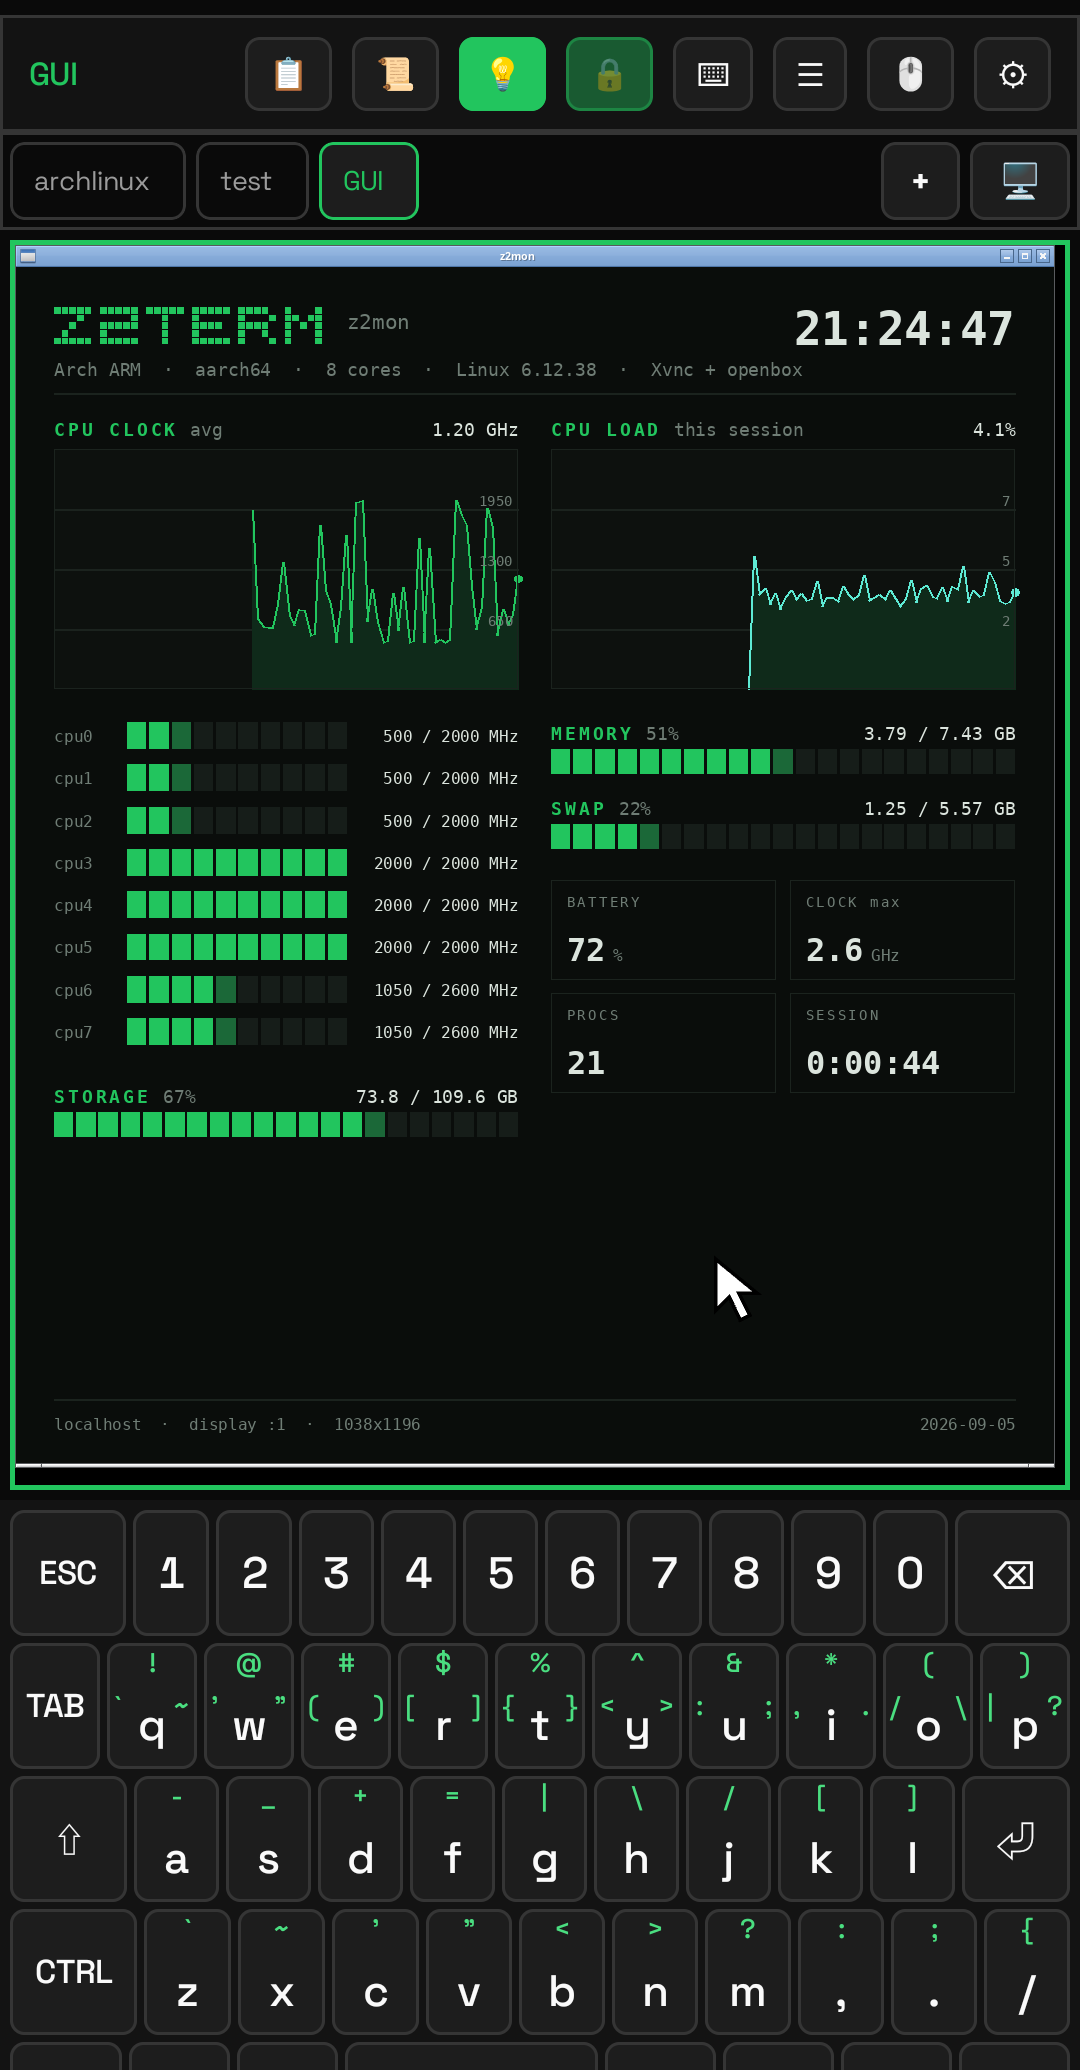 GUI
archlinux test GUI +
z2mon
Z2TERM z2mon 21:24:47
Arch ARM · aarch64 · 8 cores · Linux 6.12.38 · Xvnc + openbox
CPU CLOCK avg 1.20 GHz
1950
1300
650
CPU LOAD this session 4.1%
7
5
2
cpu0 500 / 2000 MHz
cpu1 500 / 2000 MHz
cpu2 500 / 2000 MHz
cpu3 2000 / 2000 MHz
cpu4 2000 / 2000 MHz
cpu5 2000 / 2000 MHz
cpu6 1050 / 2600 MHz
cpu7 1050 / 2600 MHz
STORAGE 67% 73.8 / 109.6 GB
MEMORY 51% 3.79 / 7.43 GB
SWAP 22% 1.25 / 5.57 GB
BATTERY
72 %
CLOCK max
2.6 GHz
PROCS
21
SESSION
0:00:44
localhost · display :1 · 1038x1196 2026-09-05
ESC 1 2 3 4 5 6 7 8 9 0 ⌫
! @ # $ % ^ & * ( )
TAB ` q ~ ' w " ( e ) [ r ] { t } < y > : u ; , i . / o \ | p ?
- _ + = | \ / [ ]
⇧ a s d f g h j k l ⏎
` ~ ' " < > ? : ; {
CTRL z x c v b n m , . /